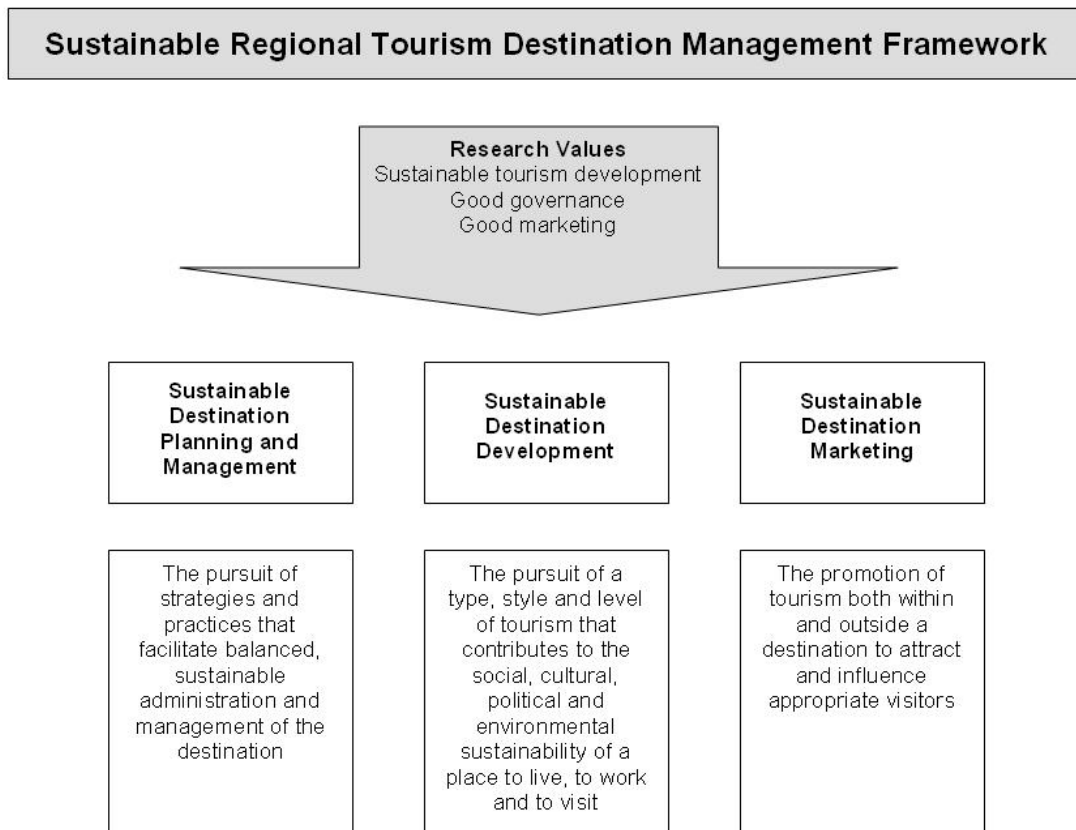 Sustainable Regional Tourism Destination Management Framework
Research Values
Sustainable tourism development
Good governance
Good marketing
Sustainable
Destination
Planning and
Management
Sustainable
Destination
Development
Sustainable
Destination
Marketing
The pursuit of
strategies and
practices that
facilitate balanced,
sustainable
administration and
management of the
destination
The pursuit of a
type, style and level
of tourism that
contributes to the
social, cultural,
political and
environmental
sustainability of a
place to live, to work
and to visit
The promotion of
tourism both within
and outside a
destination to attract
and influence
appropriate visitors